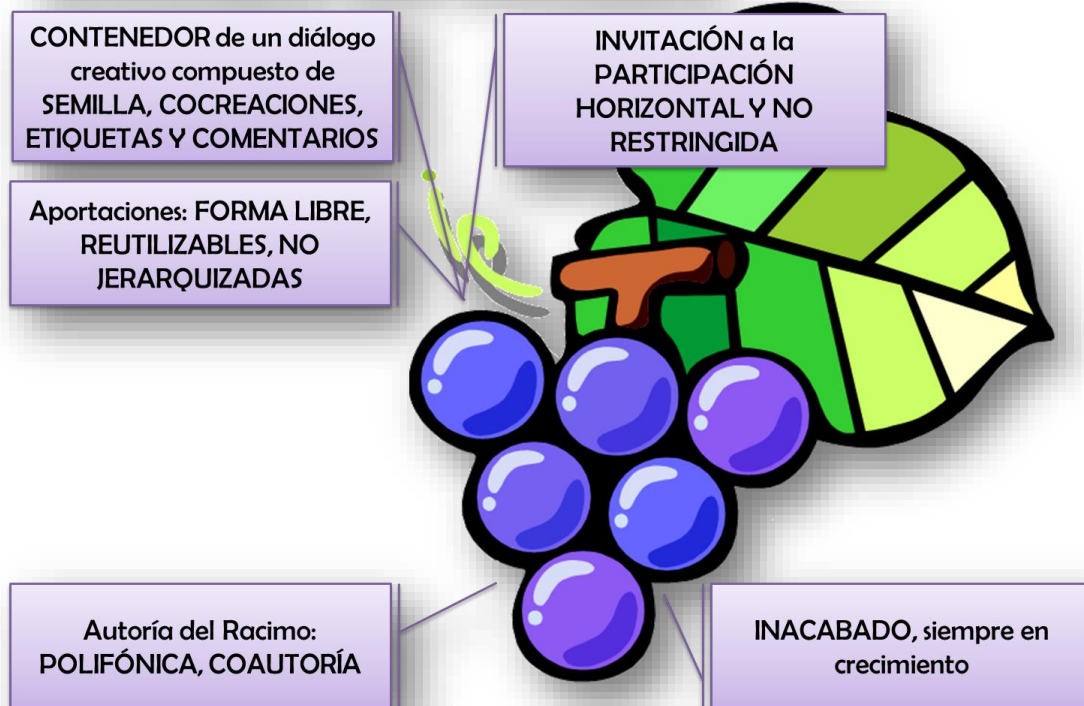 CONTENEDOR de un diálogo
creativo compuesto de
SEMILLA, COCREACIONES,
ETIQUETAS Y COMENTARIOS
INVITACIÓN a la
PARTICIPACIÓN
HORIZONTAL Y NO
RESTRINGIDA
Aportaciones: FORMA LIBRE,
REUTILIZABLES, NO
JERARQUIZADAS
Autoría del Racimo:
POLIFÓNICA, COAUTORÍA
INACABADO, siempre en
crecimiento